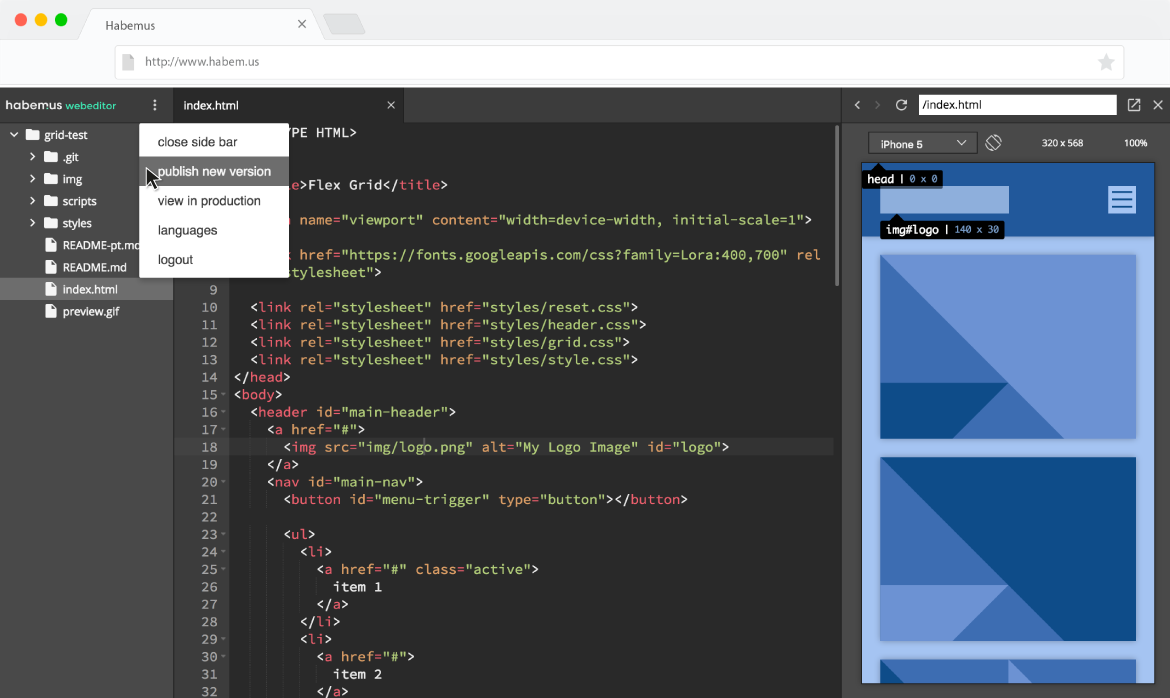 Habemus
http://www.habem.us
habemus webeditor
index.html
/index.html
grid-test
.git
img
scripts
styles
README-pt.md
README.md
index.html
preview.gif
close side bar
publish new version
view in production
languages
logout
YPE HTML>
e>Flex Grid</title>
name="viewport" content="width=device-width, initial-scale=1">
href="https://fonts.googleapis.com/css?family=Lora:400,700" rel
stylesheet">
9
10 <link rel="stylesheet" href="styles/reset.css">
11 <link rel="stylesheet" href="styles/header.css">
12 <link rel="stylesheet" href="styles/grid.css">
13 <link rel="stylesheet" href="styles/style.css">
14 </head>
15 <body>
16 <header id="main-header">
17 <a href="#">
18 <img src="img/logo.png" alt="My Logo Image" id="logo">
19 </a>
20 <nav id="main-nav">
21 <button id="menu-trigger" type="button"></button>
22
23 <ul>
24 <li>
25 <a href="#" class="active">
26 item 1
27 </a>
28 </li>
29 <li>
30 <a href="#">
31 item 2
32 </a>
iPhone 5
320 x 568
100%
head | 0 x 0
img#logo | 140 x 30